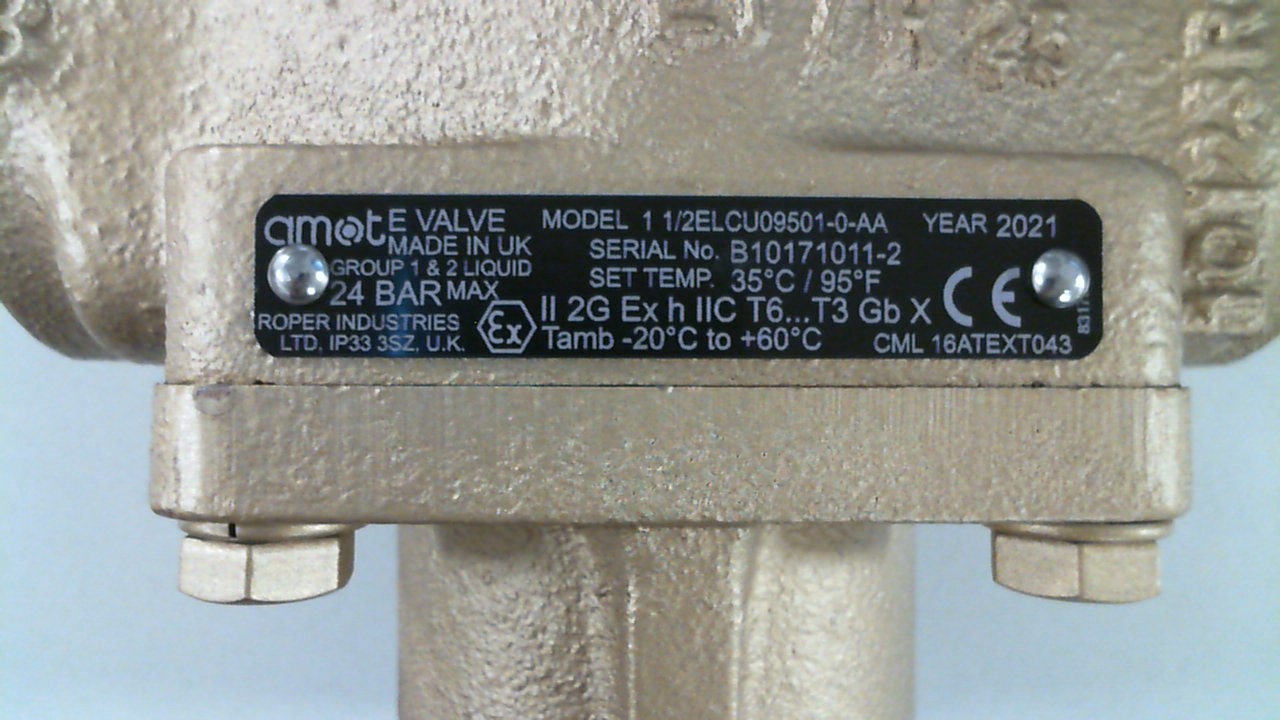 amot E VALVE
MADE IN UK
GROUP 1 & 2 LIQUID
24 BAR MAX
ROPER INDUSTRIES
LTD. IP33 3SZ. U.K.
MODEL 1 1/2ELCU09501-0-AA YEAR 2021
SERIAL No. B10171011-2
SET TEMP. 35°C / 95°F
Ex II 2G Ex h IIC T6...T3 Gb X CE
Tamb -20°C to +60°C CML 16ATEXT043